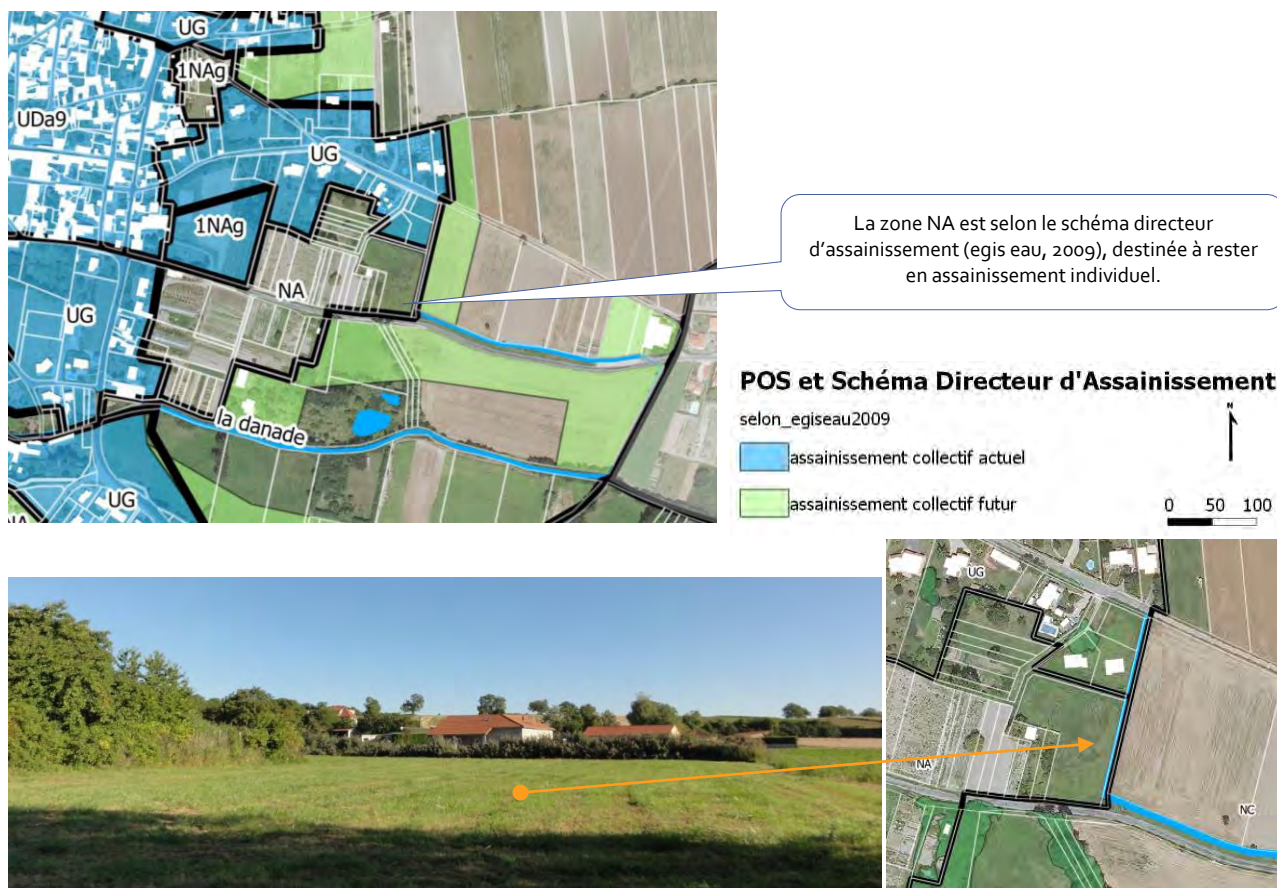 UG
1NAg
UDa9
UG
1NAg
NA
UG
la danade
UG
NA
La zone NA est selon le schéma directeur
d'assainissement (egis eau, 2009), destinée à rester
en assainissement individuel.
POS et Schéma Directeur d'Assainissement
selon_egiseau2009
N
assainissement collectif actuel
assainissement collectif futur
0 50 100
UG
NA
NC